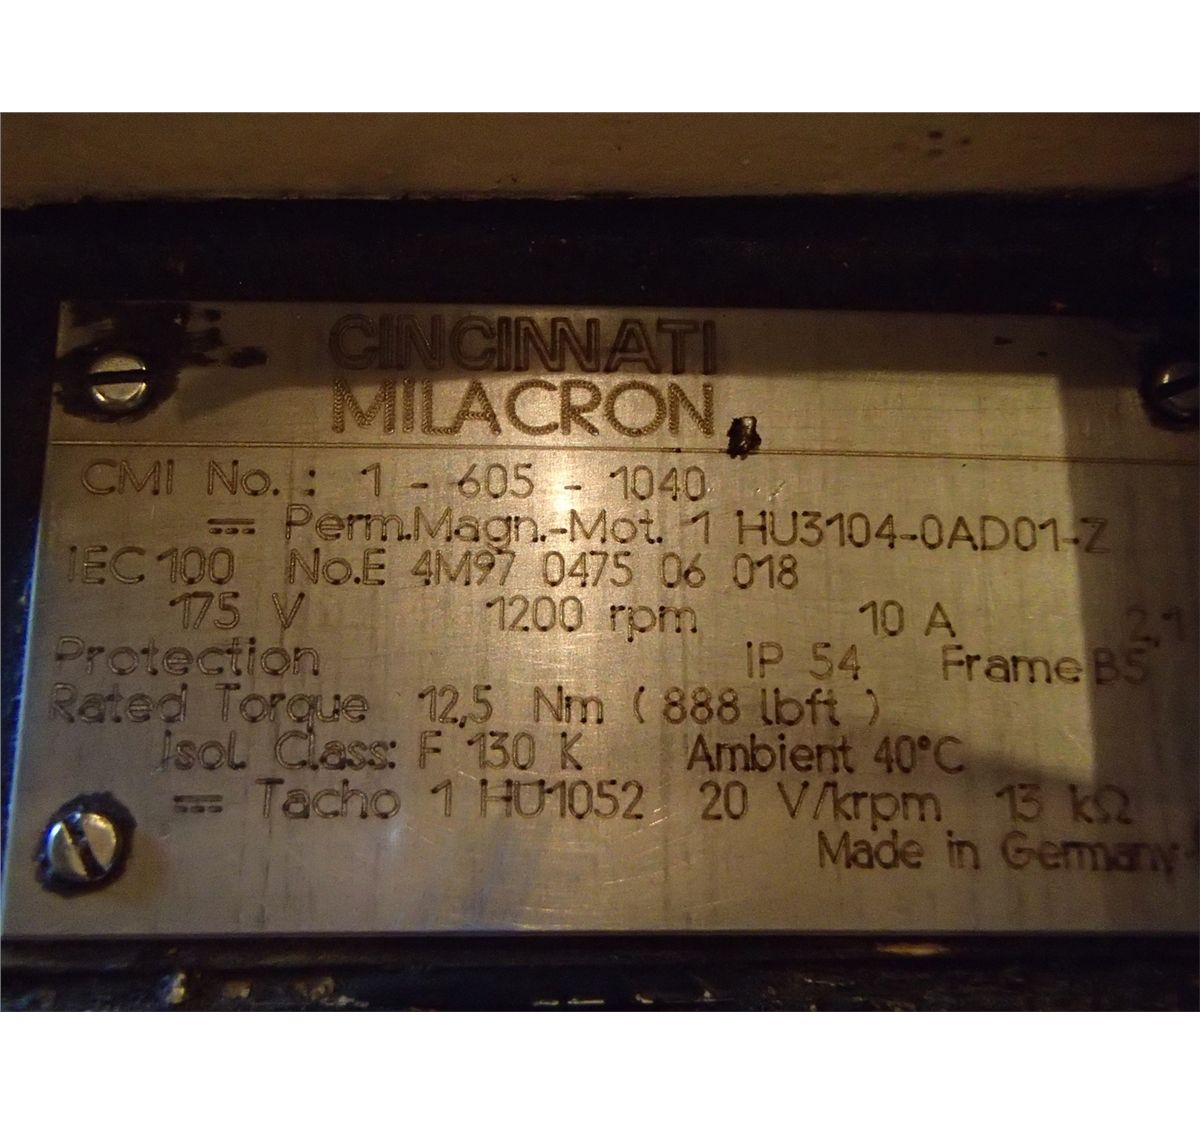 CINCINNATI
MILACRON
CMI No. : 1 - 605 - 1040
⎓ Perm.Magn.-Mot. 1 HU3104-0AD01-Z
IEC 100 No.E 4M97 0475 06 018
175 V 1200 rpm 10 A 2,1
Protection IP 54 Frame B5
Rated Torque 12,5 Nm ( 888 lbft )
Isol. Class: F 130 K Ambient 40°C
⎓ Tacho 1 HU1052 20 V/krpm 13 kΩ
Made in Germany